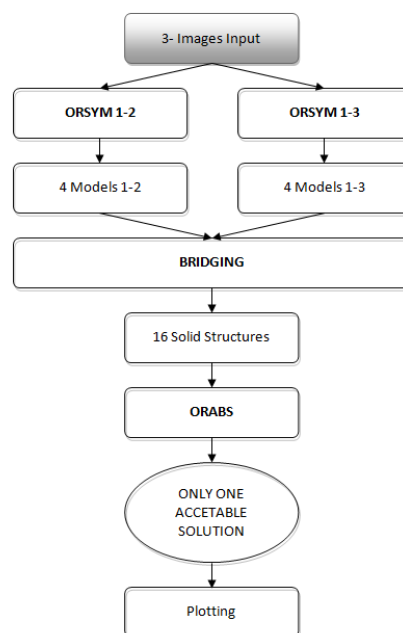 3- Images Input
ORSYM 1-2
ORSYM 1-3
4 Models 1-2
4 Models 1-3
BRIDGING
16 Solid Structures
ORABS
ONLY ONE
ACCETABLE
SOLUTION
Plotting